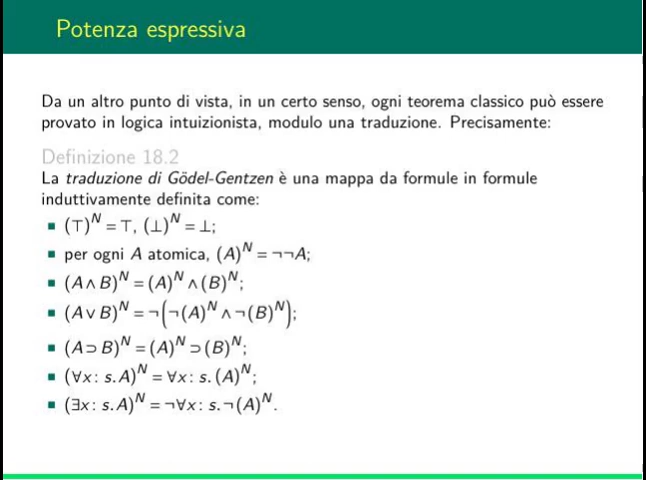 Potenza espressiva
Da un altro punto di vista, in un certo senso, ogni teorema classico può essere
provato in logica intuizionista, modulo una traduzione. Precisamente:
Definizione 18.2
La traduzione di Gödel-Gentzen è una mappa da formule in formule
induttivamente definita come:
▪ (⊤)^N = ⊤, (⊥)^N = ⊥;
▪ per ogni A atomica, (A)^N = ¬¬A;
▪ (A ∧ B)^N = (A)^N ∧ (B)^N;
▪ (A ∨ B)^N = ¬(¬(A)^N ∧ ¬(B)^N);
▪ (A ⊃ B)^N = (A)^N ⊃ (B)^N;
▪ (∀x: s. A)^N = ∀x: s. (A)^N;
▪ (∃x: s. A)^N = ¬∀x: s. ¬(A)^N.